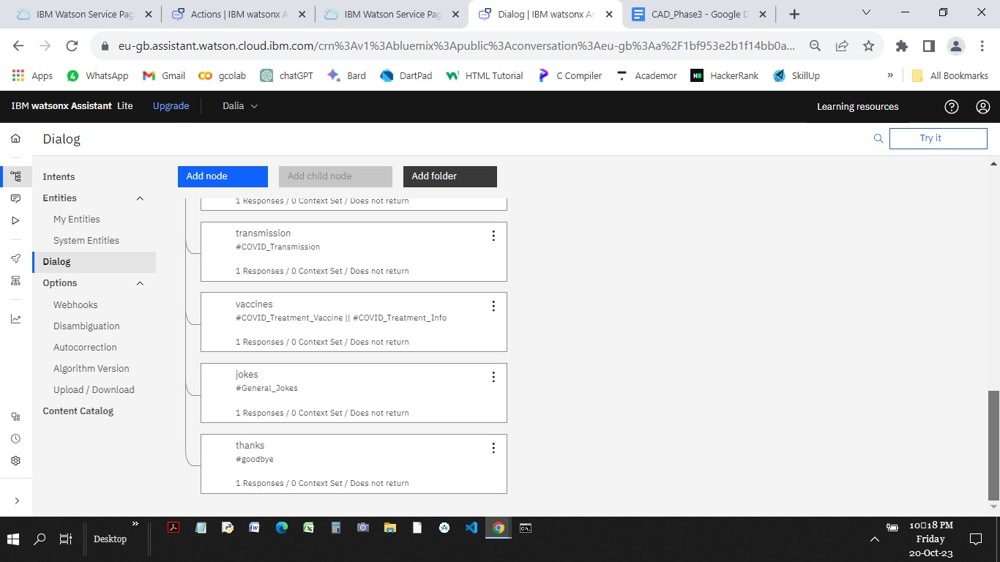 IBM Watson Service Pag
Actions | IBM watsonx A
IBM Watson Service Pag
Dialog | IBM watsonx As
CAD_Phase3 - Google D
eu-gb.assistant.watson.cloud.ibm.com/crn%3Av1%3Abluemix%3Apublic%3Aconversation%3Aeu-gb%3Aa%2F1bf953e2b1f14bb0a...
Apps
WhatsApp
Gmail
gcolab
chatGPT
Bard
DartPad
HTML Tutorial
C Compiler
Academor
HackerRank
SkillUp
»
All Bookmarks
IBM watsonx Assistant Lite
Upgrade
Dalia
Learning resources
Dialog
Try it
Intents
Entities
My Entities
System Entities
Dialog
Options
Webhooks
Disambiguation
Autocorrection
Algorithm Version
Upload / Download
Content Catalog
Add node
Add child node
Add folder
1 Responses / 0 Context Set / Does not return
transmission
#COVID_Transmission
1 Responses / 0 Context Set / Does not return
vaccines
#COVID_Treatment_Vaccine || #COVID_Treatment_Info
1 Responses / 0 Context Set / Does not return
jokes
#General_Jokes
1 Responses / 0 Context Set / Does not return
thanks
#goodbye
1 Responses / 0 Context Set / Does not return
Desktop
»
10▯18 PM
Friday
20-Oct-23